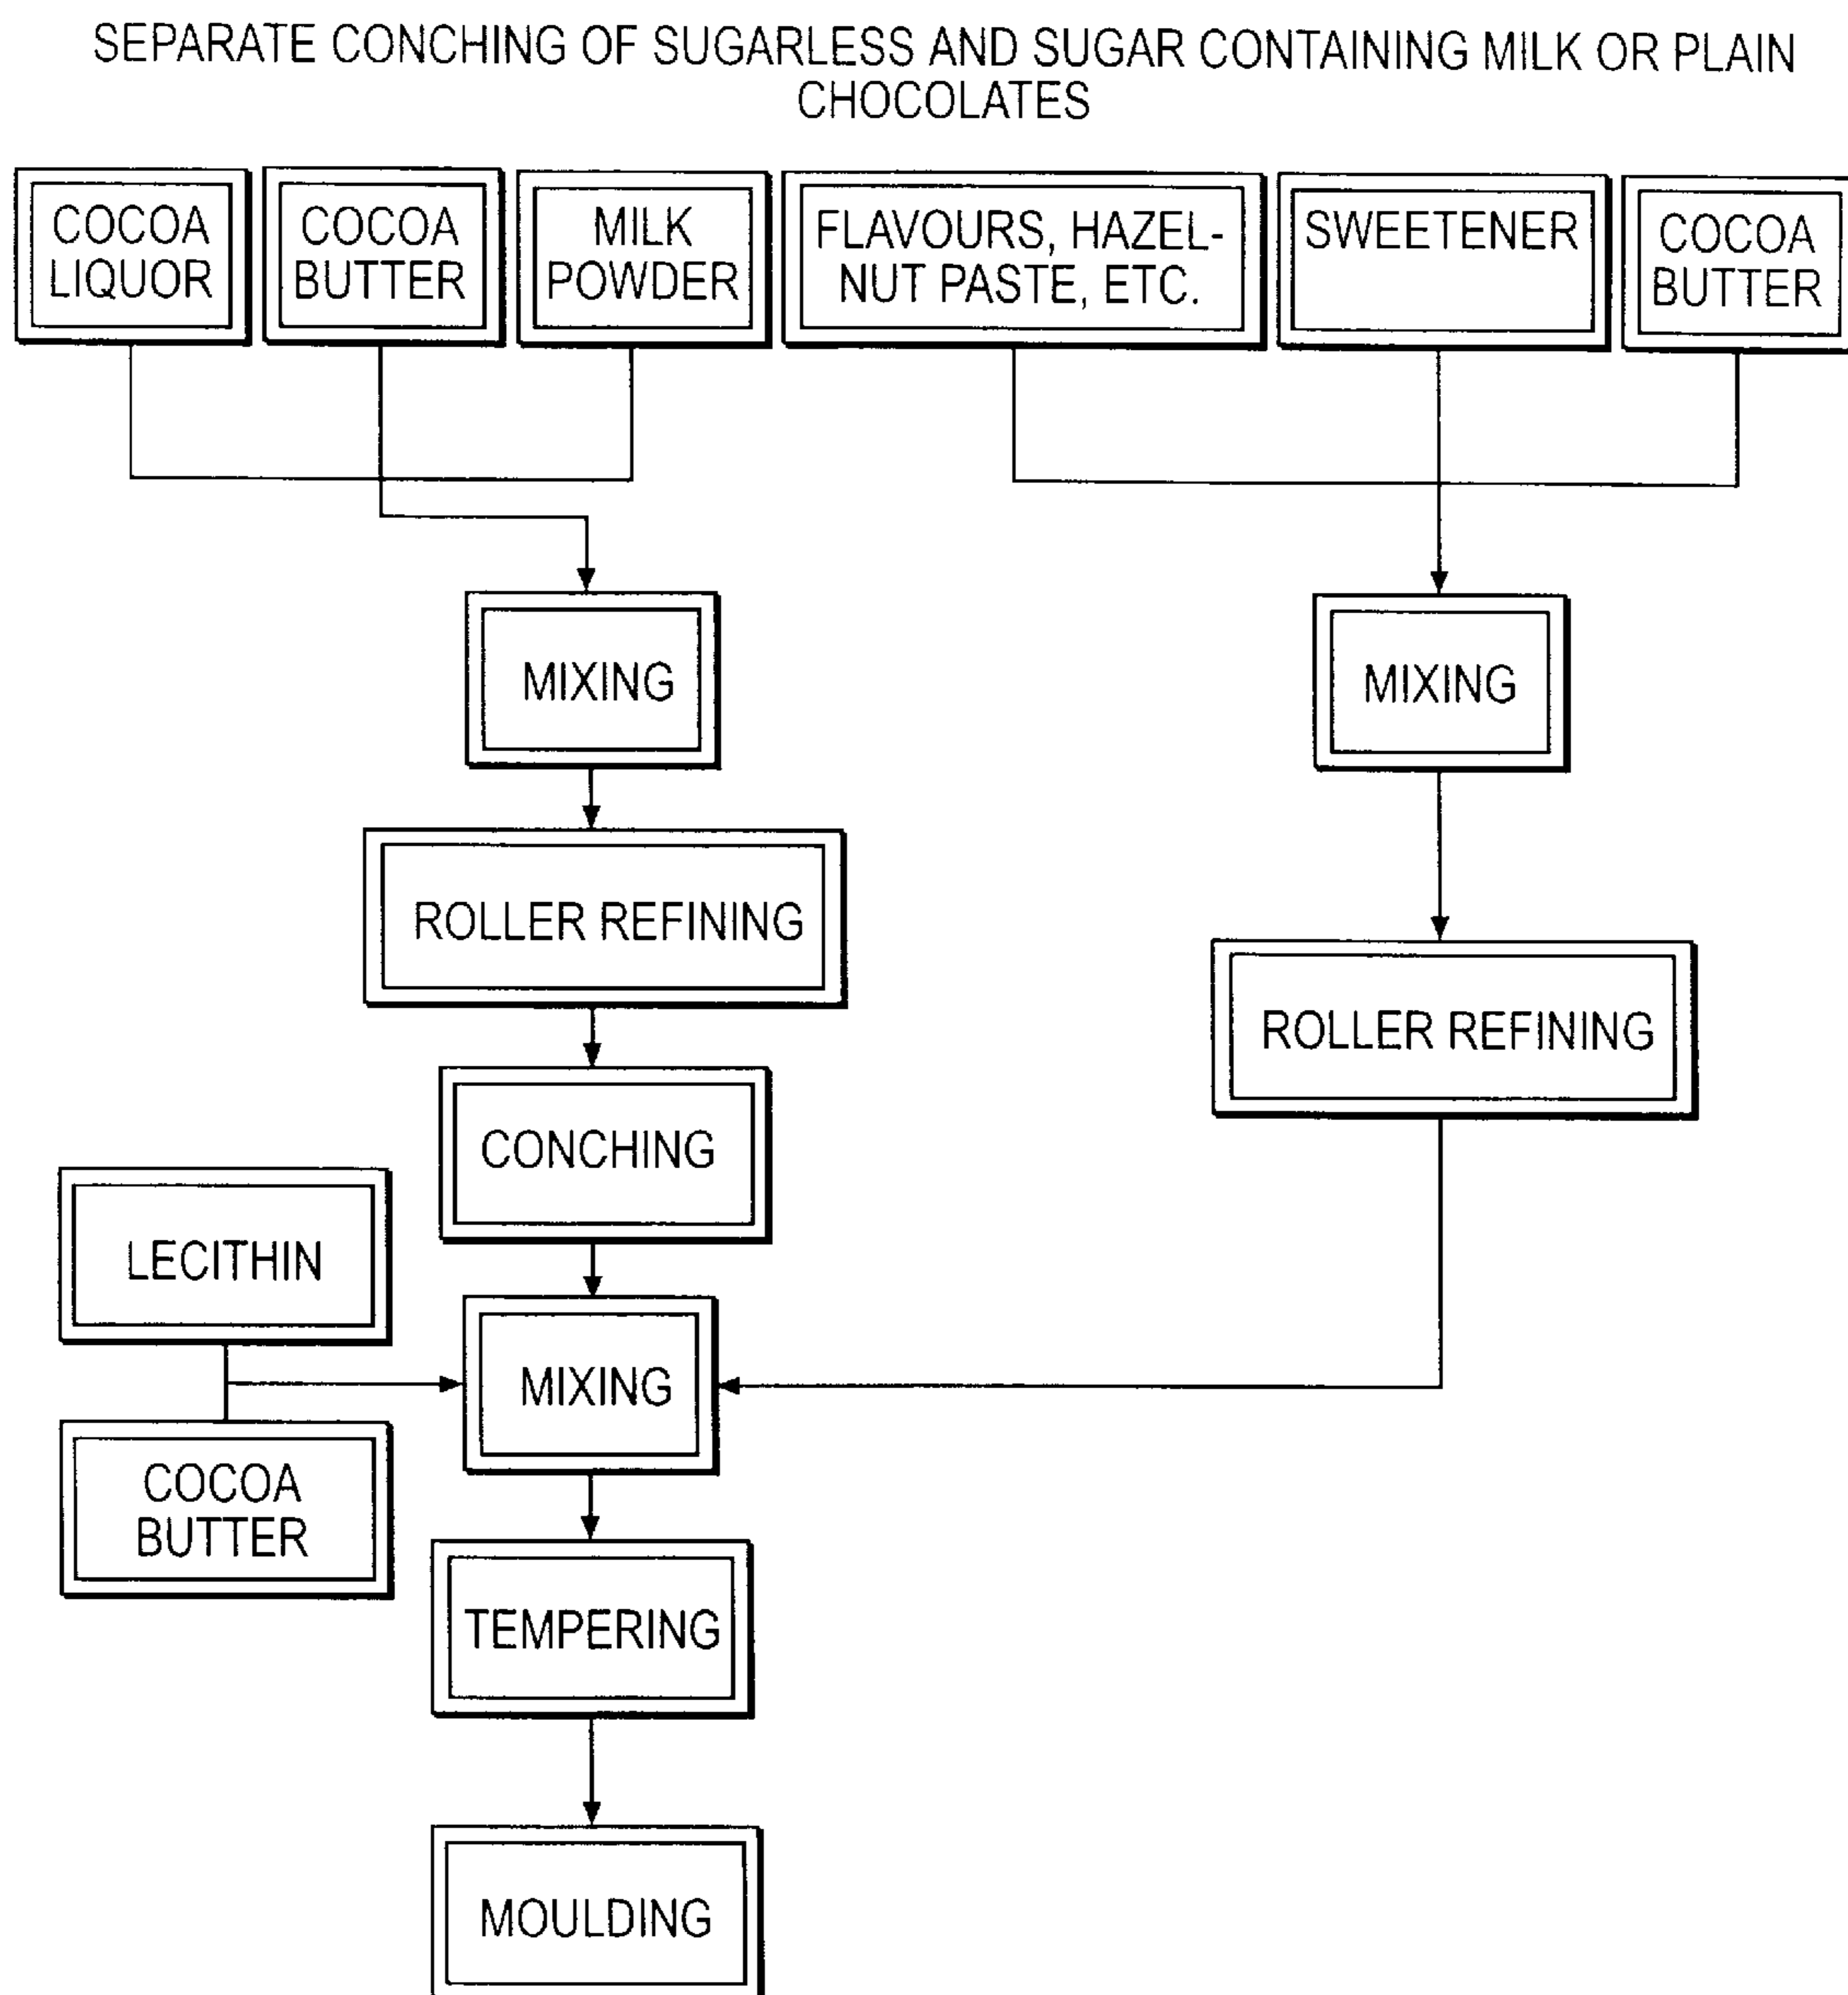 SEPARATE CONCHING OF SUGARLESS AND SUGAR CONTAINING MILK OR PLAIN
CHOCOLATES
COCOA
LIQUOR
COCOA
BUTTER
MILK
POWDER
FLAVOURS, HAZEL-
NUT PASTE, ETC.
SWEETENER
COCOA
BUTTER
MIXING
MIXING
ROLLER REFINING
ROLLER REFINING
CONCHING
LECITHIN
MIXING
COCOA
BUTTER
TEMPERING
MOULDING